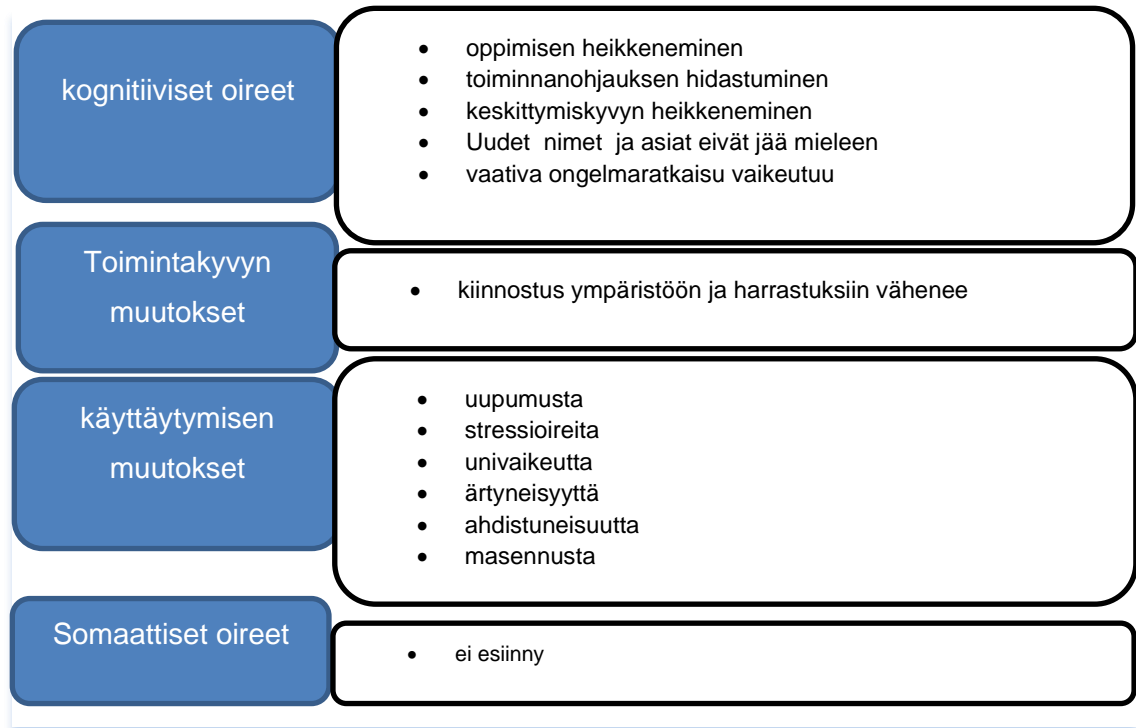 kognitiiviset oireet
• oppimisen heikkeneminen
• toiminnanohjauksen hidastuminen
• keskittymiskyvyn heikkeneminen
• Uudet nimet ja asiat eivät jää mieleen
• vaativa ongelmaratkaisu vaikeutuu
Toimintakyvyn
muutokset
• kiinnostus ympäristöön ja harrastuksiin vähenee
käyttäytymisen
muutokset
• uupumusta
• stressioireita
• univaikeutta
• ärtyneisyyttä
• ahdistuneisuutta
• masennusta
Somaattiset oireet
• ei esiinny